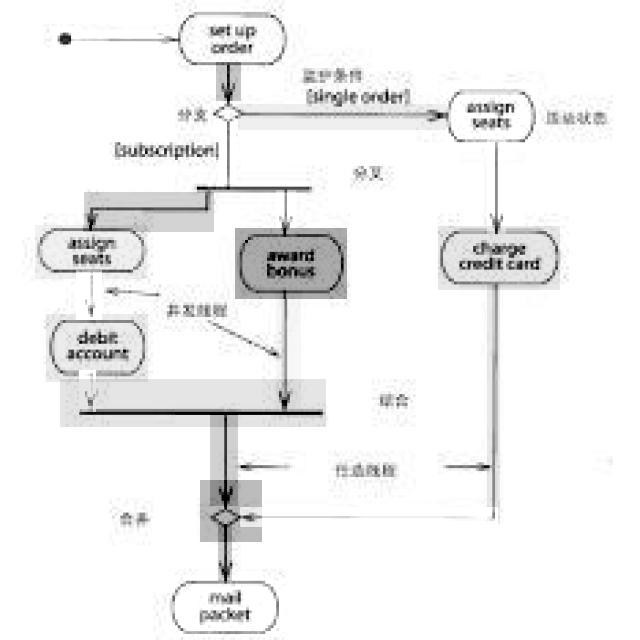 set up
order
监护条件
[single order]
分支
assign
seats
活动状态
[subscription]
分叉
assign
seats
award
bonus
charge
credit card
并发线程
debit
account
结合
可选线程
合并
mail
packet